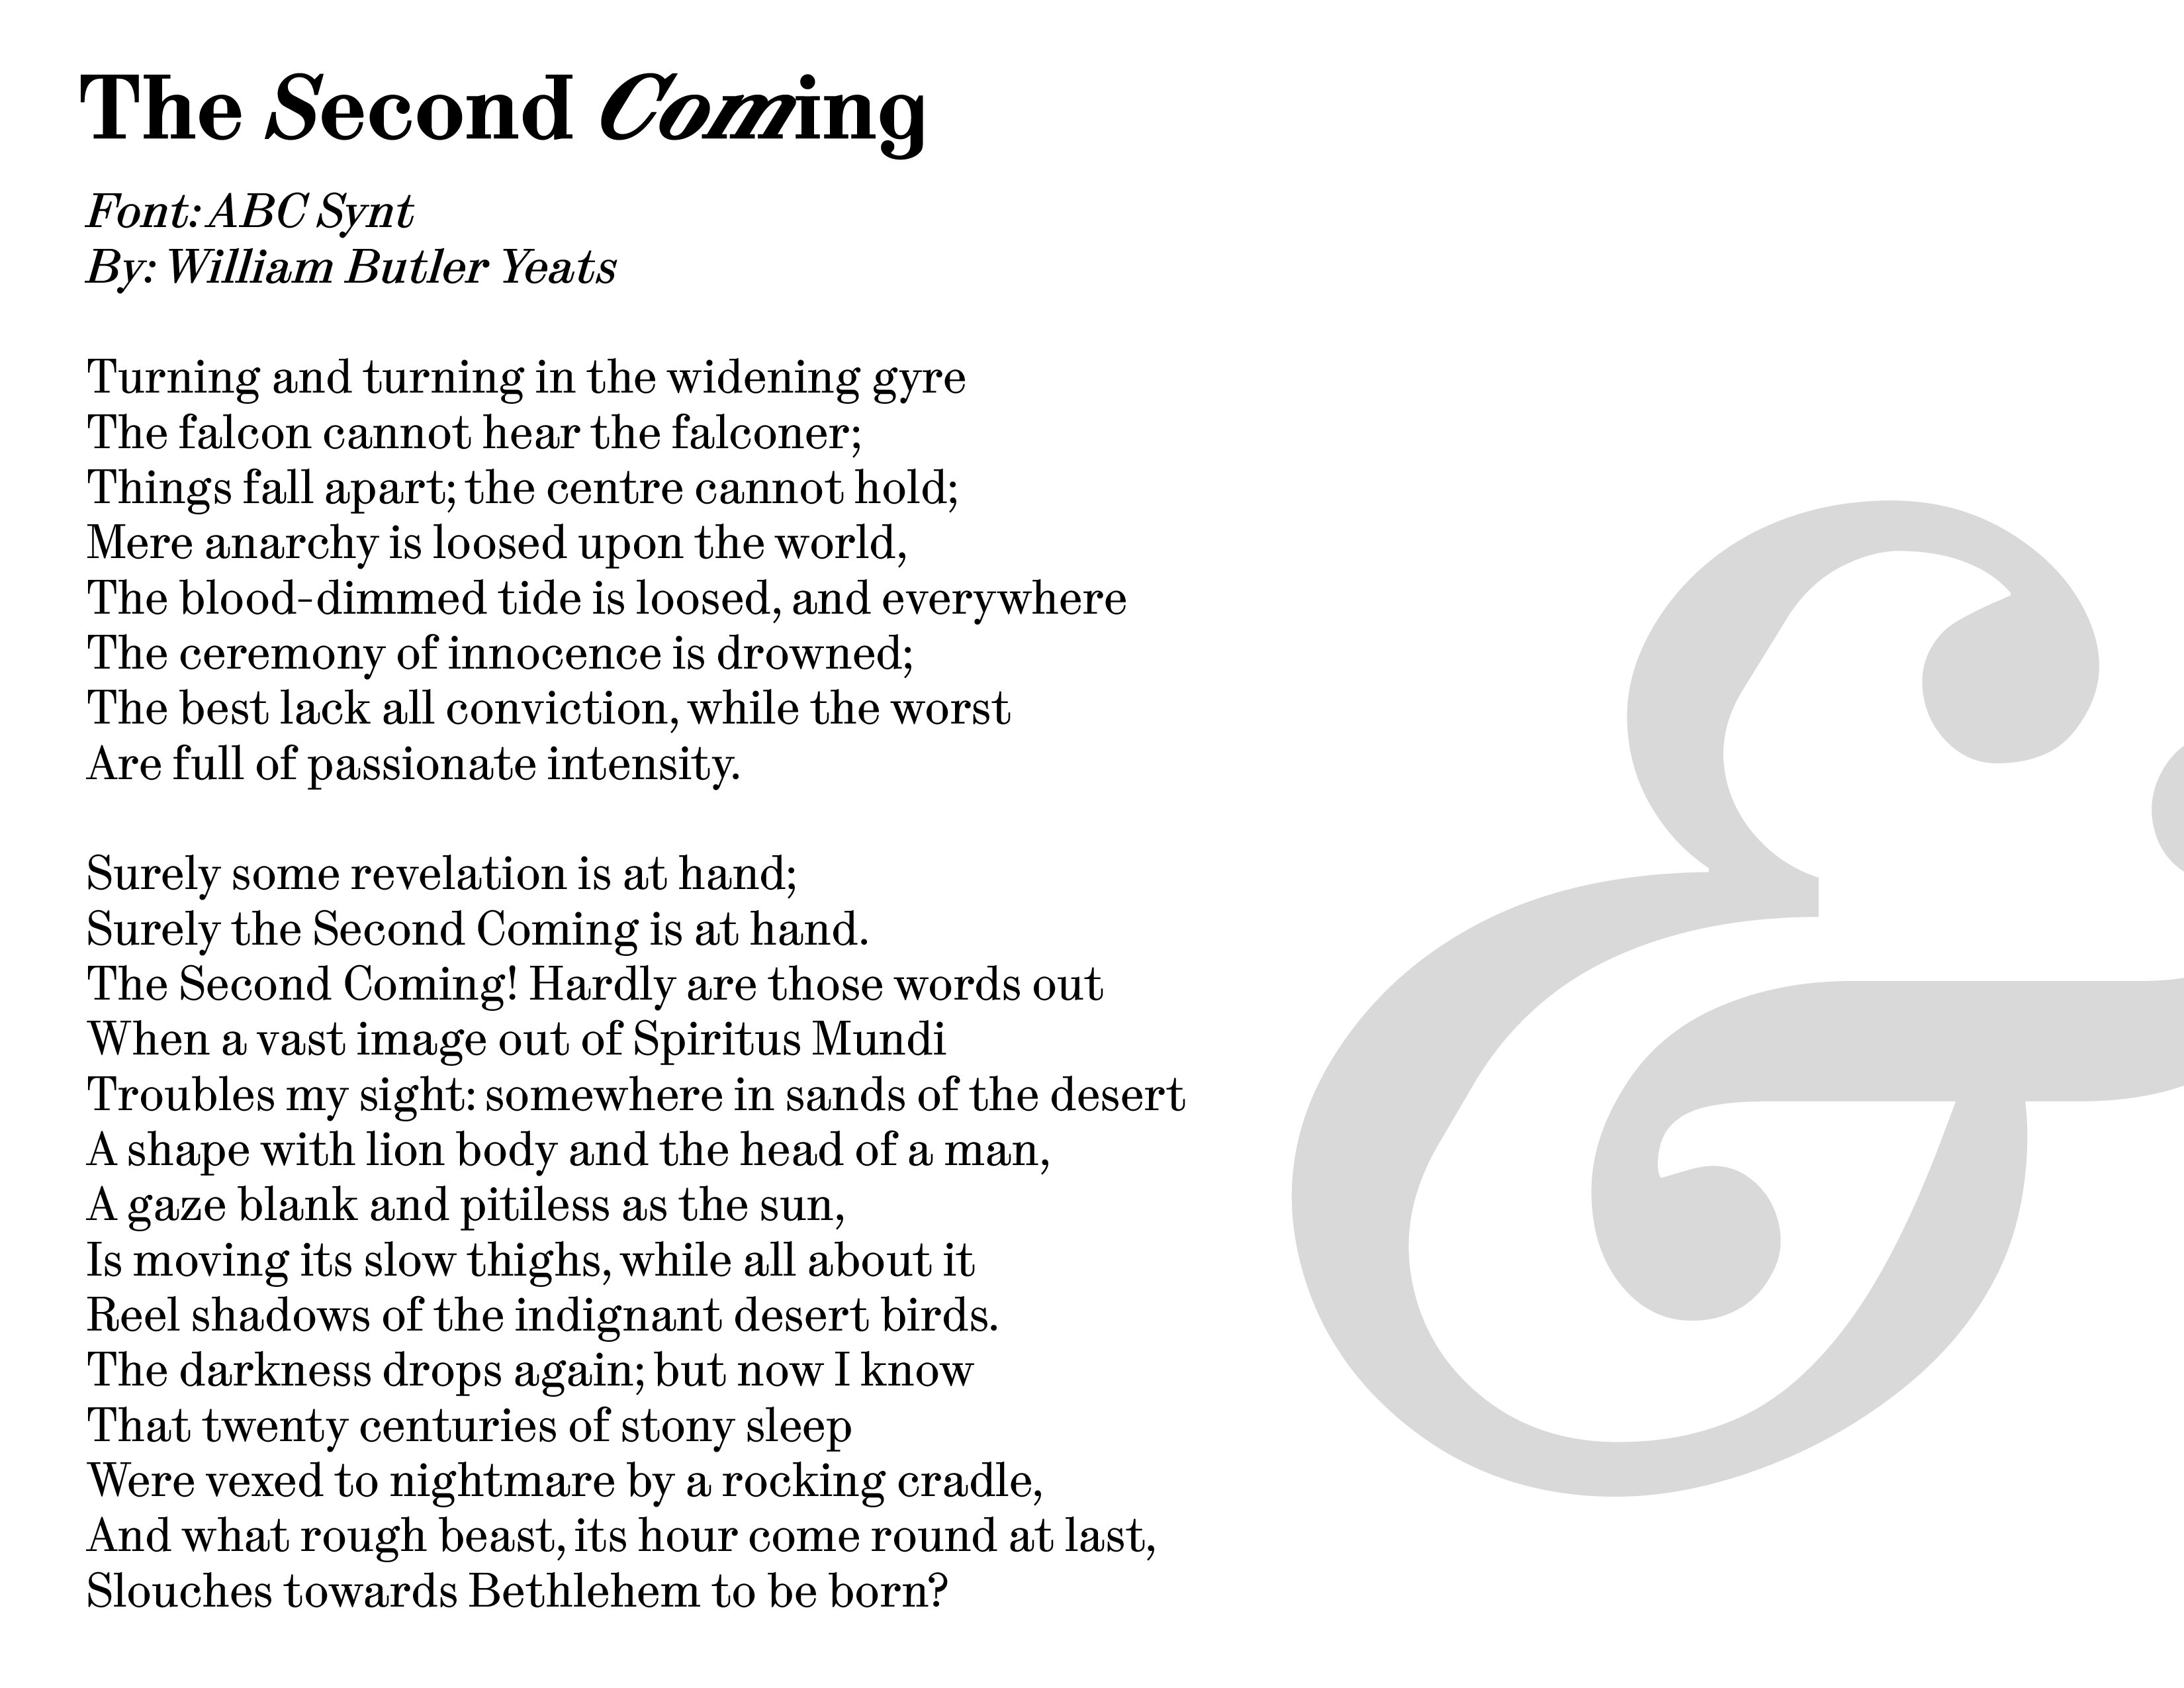 The Second Coming
Font: ABC Synt
By: William Butler Yeats
Turning and turning in the widening gyre
The falcon cannot hear the falconer;
Things fall apart; the centre cannot hold;
Mere anarchy is loosed upon the world,
The blood-dimmed tide is loosed, and everywhere
The ceremony of innocence is drowned;
The best lack all conviction, while the worst
Are full of passionate intensity.
Surely some revelation is at hand;
Surely the Second Coming is at hand.
The Second Coming! Hardly are those words out
When a vast image out of Spiritus Mundi
Troubles my sight: somewhere in sands of the desert
A shape with lion body and the head of a man,
A gaze blank and pitiless as the sun,
Is moving its slow thighs, while all about it
Reel shadows of the indignant desert birds.
The darkness drops again; but now I know
That twenty centuries of stony sleep
Were vexed to nightmare by a rocking cradle,
And what rough beast, its hour come round at last,
Slouches towards Bethlehem to be born?
&